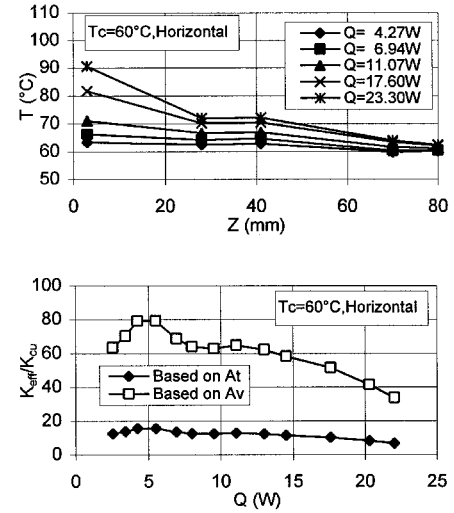 110
100
90
80
70
60
50
T (°C)
Tc=60°C,Horizontal
Q= 4.27W
Q= 6.94W
Q=11.07W
Q=17.60W
Q=23.30W
0 20 40 60 80
Z (mm)
100
80
60
40
20
0
Keff/Kcu
Tc=60°C,Horizontal
Based on At
Based on Av
0 5 10 15 20 25
Q (W)